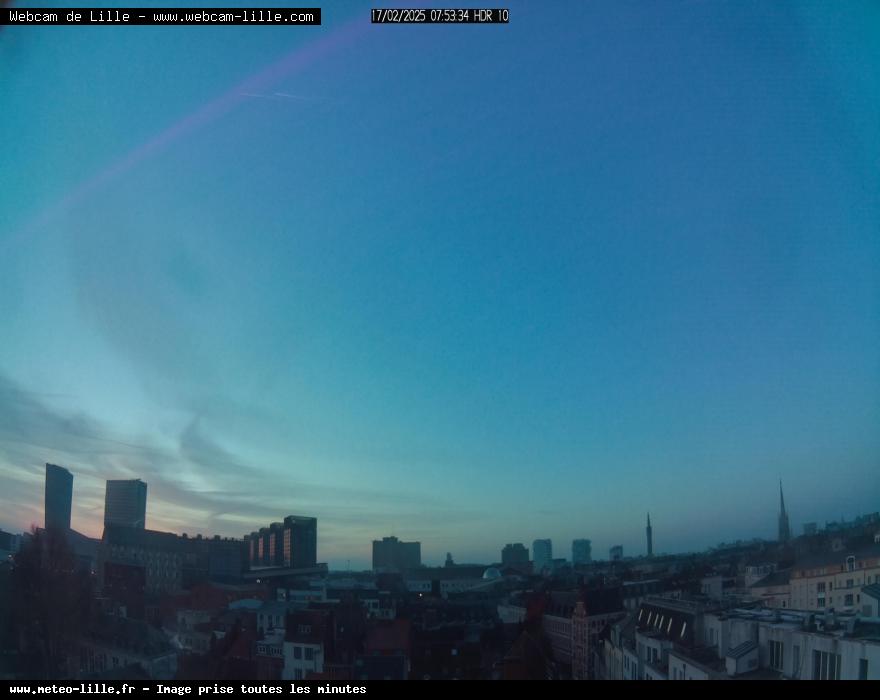 Webcam de Lille - www.webcam-lille.com
17/02/2025 07:53:34 HDR 10
www.meteo-lille.fr - Image prise toutes les minutes